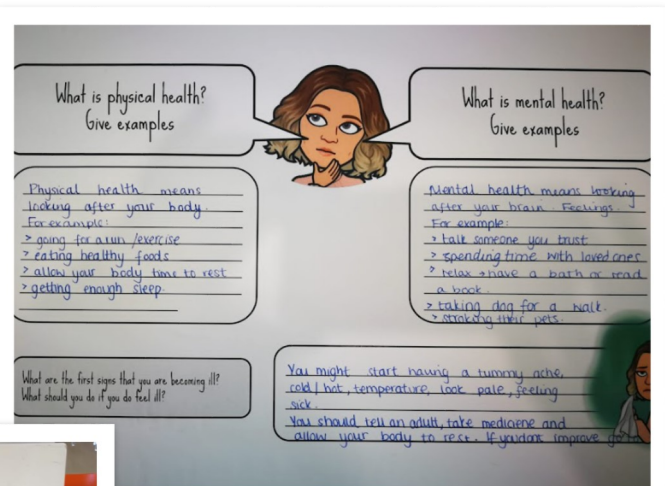 What is physical health?
Give examples
What is mental health?
Give examples
Physical health means
looking after your body.
For example:
> going for a run / exercise
> eating healthy foods
> allow your body time to rest
> getting enough sleep.
Mental health means looking
after your brain. Feelings.
For example:
> talk someone you trust
> spending time with loved ones
> relax → have a bath or read
a book.
> taking dog for a walk.
> stroking their pets.
What are the first signs that you are becoming ill?
What should you do if you do feel ill?
You might start having a tummy ache,
cold/hot, temperature, look pale, feeling
sick.
You should tell an adult, take medicene and
allow your body to rest. If you dont improve go to